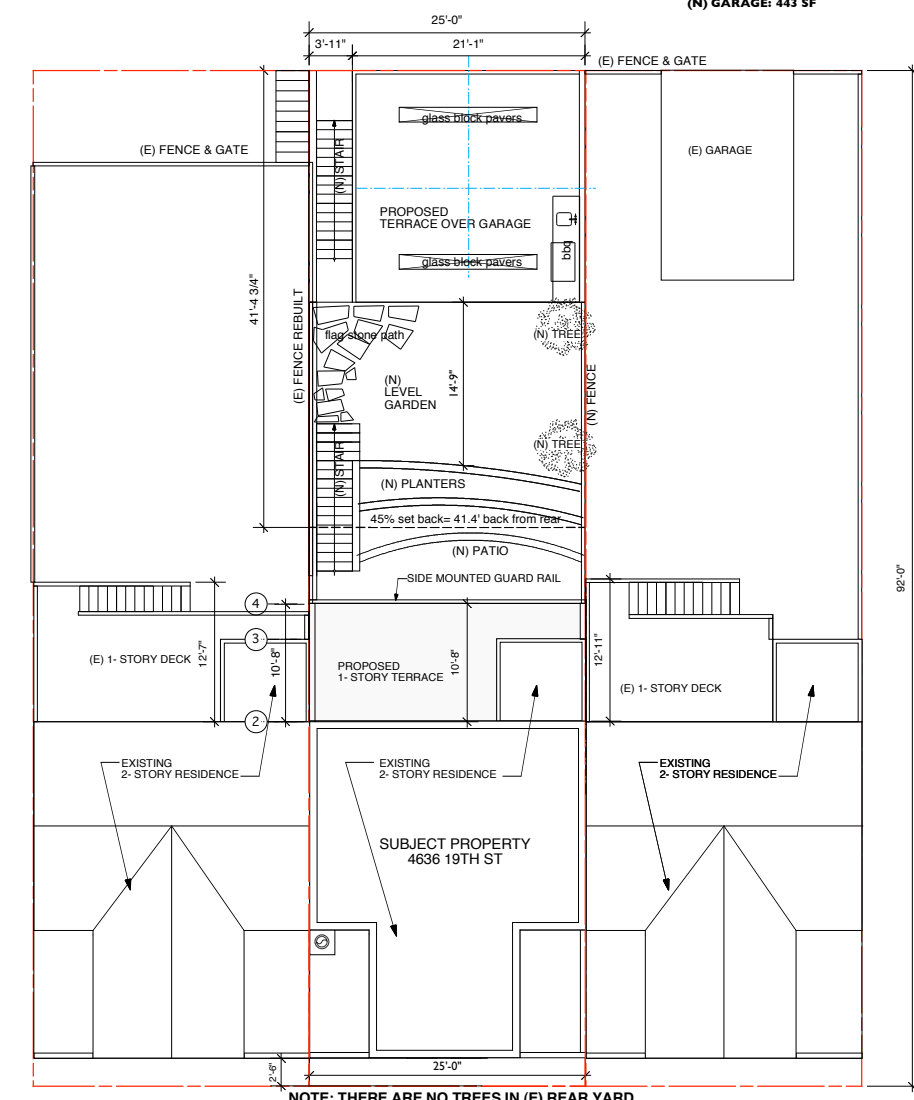 (N) GARAGE: 443 SF
25'-0"
3'-11"
21'-1"
(E) FENCE & GATE
glass block pavers
(E) FENCE & GATE
(E) GARAGE
(N) STAIR
PROPOSED
TERRACE OVER GARAGE
bbq
glass block pavers
41'-4 3/4"
(E) FENCE REBUILT
flag stone path
(N) TREE
(N)
LEVEL
GARDEN
14'-9"
(N) FENCE
(N) TREE
(N) STAIR
(N) PLANTERS
45% set back= 41.4' back from rear
(N) PATIO
92'-0"
SIDE MOUNTED GUARD RAIL
4
3
12'-7"
10'-8"
(E) 1- STORY DECK
PROPOSED
1- STORY TERRACE
10'-8"
12'-11"
(E) 1- STORY DECK
2
EXISTING
2- STORY RESIDENCE
EXISTING
2- STORY RESIDENCE
EXISTING
2- STORY RESIDENCE
SUBJECT PROPERTY
4636 19TH ST
2'-6"
25'-0"
NOTE: THERE ARE NO TREES IN (E) REAR YARD